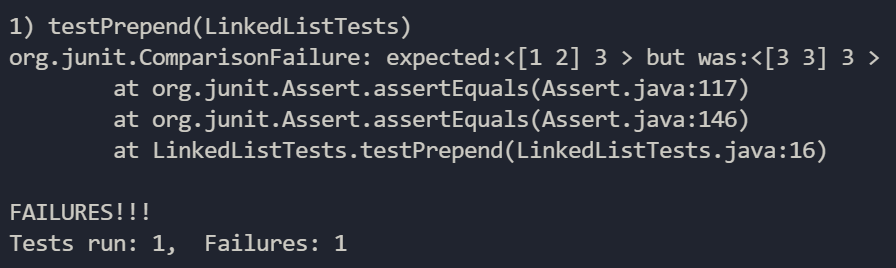 1) testPrepend(LinkedListTests)
org.junit.ComparisonFailure: expected:<[1 2] 3 > but was:<[3 3] 3 >
        at org.junit.Assert.assertEquals(Assert.java:117)
        at org.junit.Assert.assertEquals(Assert.java:146)
        at LinkedListTests.testPrepend(LinkedListTests.java:16)

FAILURES!!!
Tests run: 1,  Failures: 1